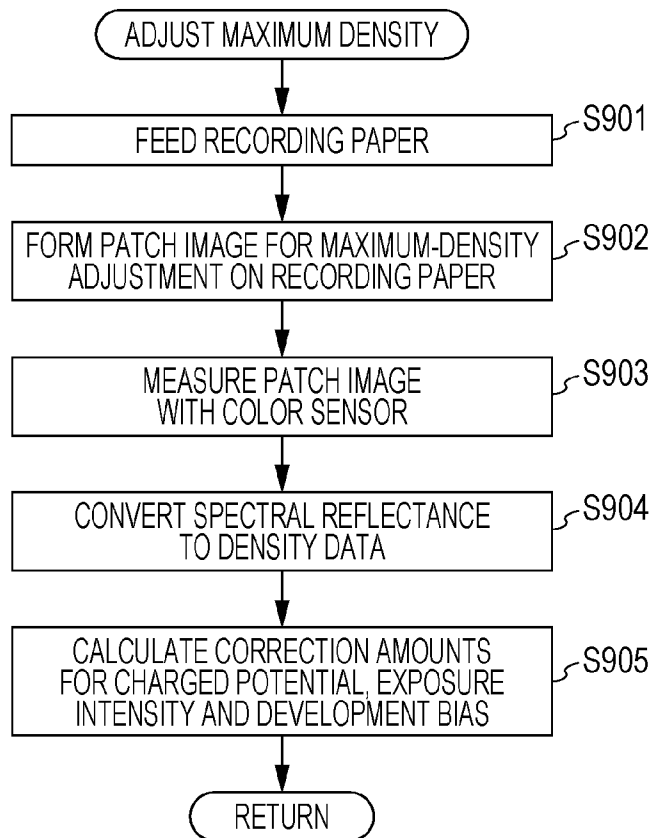 ADJUST MAXIMUM DENSITY
FEED RECORDING PAPER
S901
FORM PATCH IMAGE FOR MAXIMUM-DENSITY
ADJUSTMENT ON RECORDING PAPER
S902
MEASURE PATCH IMAGE
WITH COLOR SENSOR
S903
CONVERT SPECTRAL REFLECTANCE
TO DENSITY DATA
S904
CALCULATE CORRECTION AMOUNTS
FOR CHARGED POTENTIAL, EXPOSURE
INTENSITY AND DEVELOPMENT BIAS
S905
RETURN